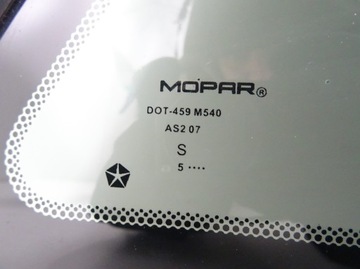 MOPAR®
DOT-459 M540
AS2 07
S
5 ····